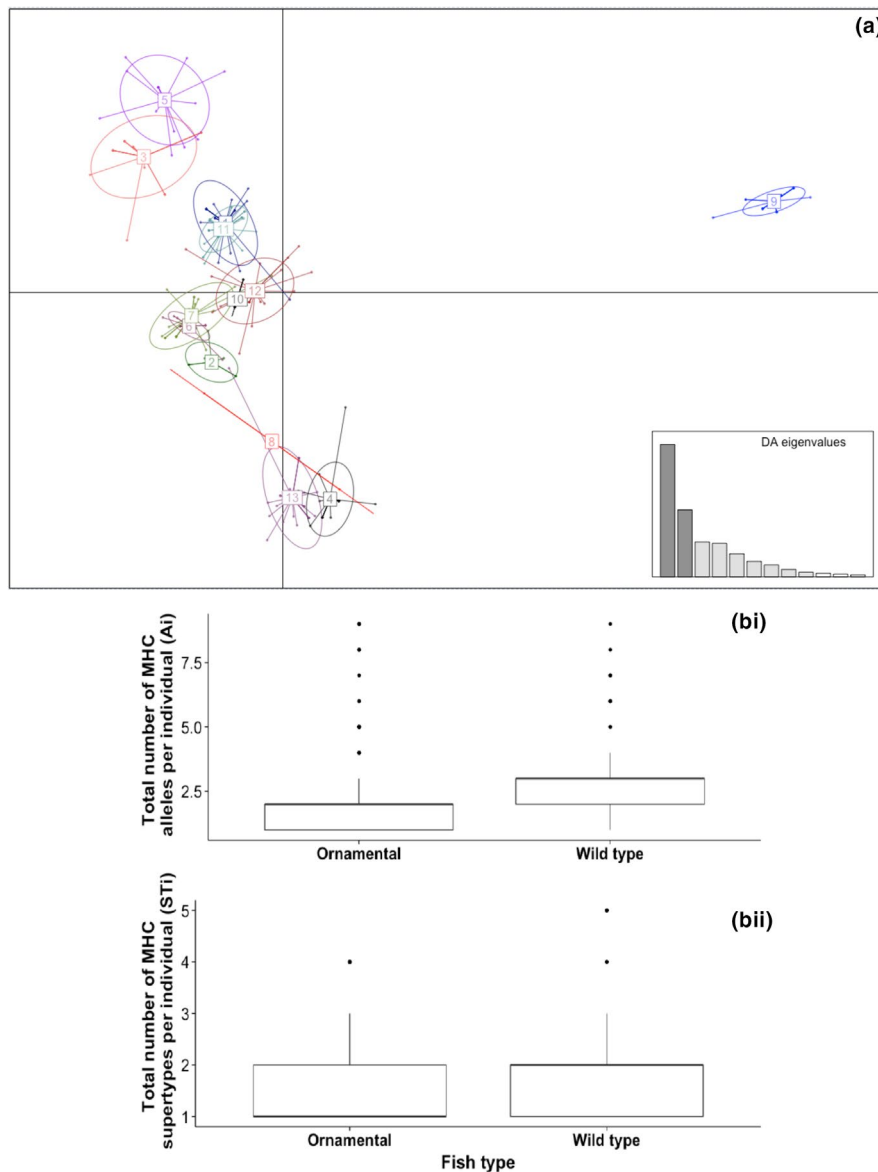 (a)
5
3
9
11
12
10
7
6
2
8
13
4
DA eigenvalues
(bi)
Total number of MHC
alleles per individual (Ai)
7.5
5.0
2.5
Ornamental Wild type
(bii)
Total number of MHC
supertypes per individual (STi)
5
4
3
2
1
Ornamental Wild type
Fish type